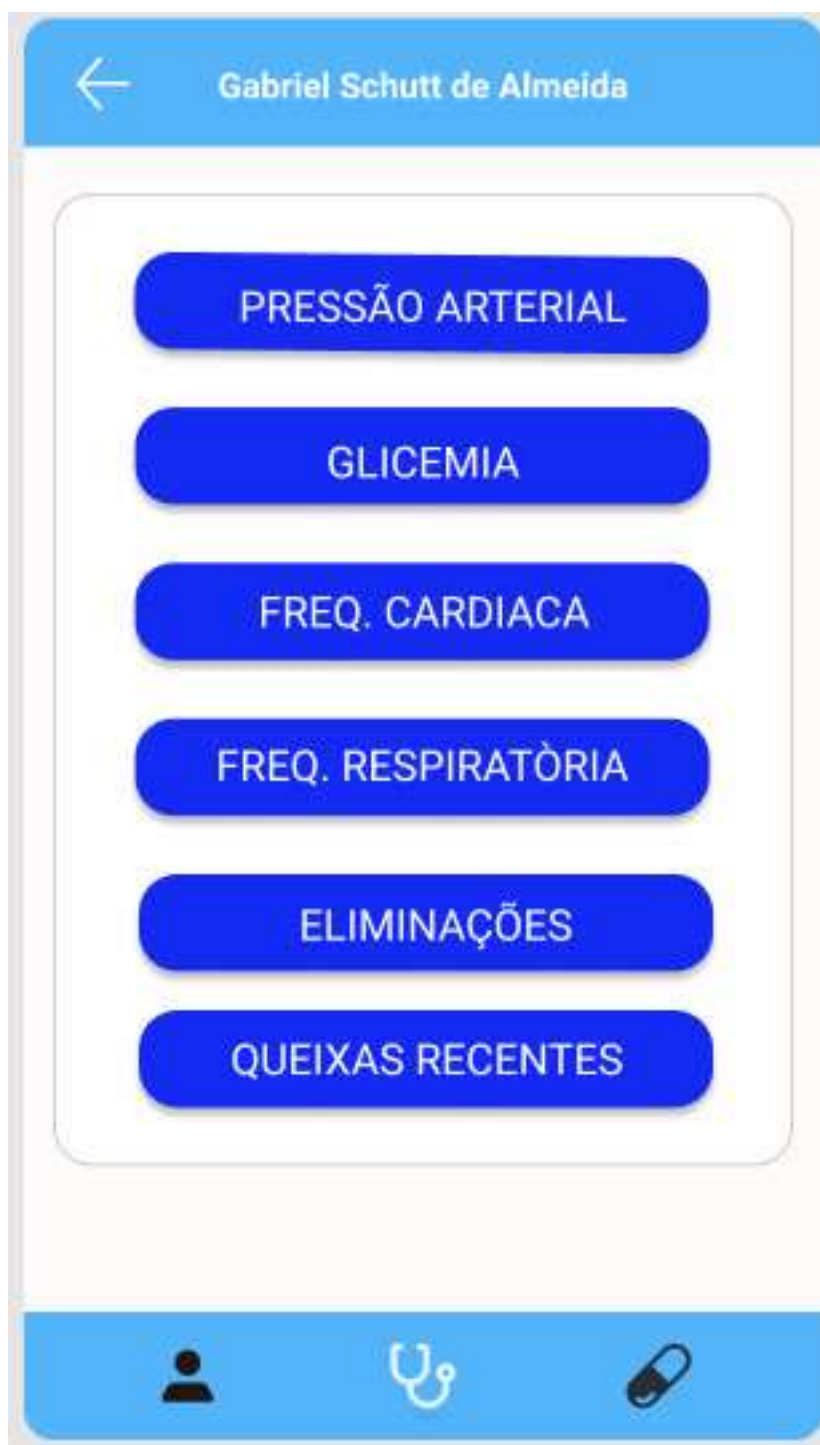 Gabriel Schutt de Almeida
PRESSÃO ARTERIAL
GLICEMIA
FREQ. CARDIACA
FREQ. RESPIRATÒRIA
ELIMINAÇÕES
QUEIXAS RECENTES